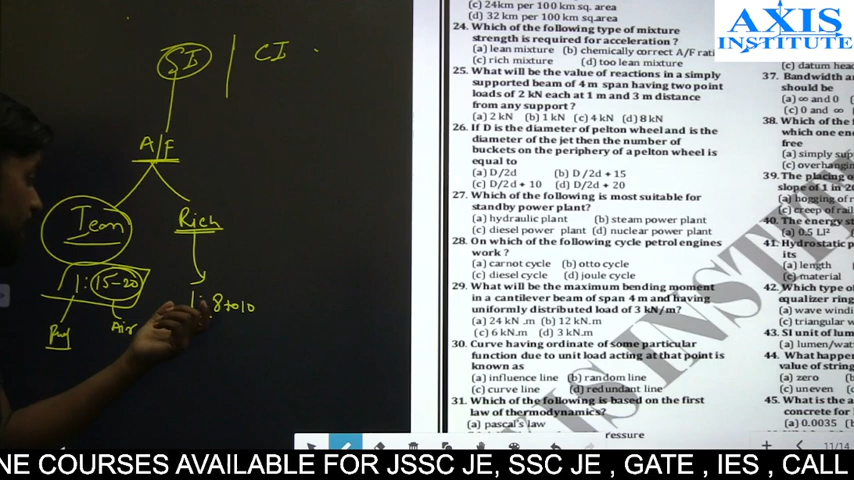 SI | CI
A/F
Tean
Rich
1: 15-20
1: 8 to 10
Air
(c) 24km per 100 km sq. area
(d) 32 km per 100 km sq.area
24. Which of the following type of mixture
strength is required for acceleration ?
(a) lean mixture (b) chemically correct A/F rati
(c) rich mixture (d) too lean mixture
25. What will be the value of reactions in a simply
supported beam of 4 m span having two point
loads of 2 kN each at 1 m and 3 m distance
from any support ?
(a) 2 kN (b) 1 kN (c) 4 kN (d) 8 kN
26. If D is the diameter of pelton wheel and is the
diameter of the jet then the number of
buckets on the periphery of a pelton wheel is
equal to
(a) D/2d (b) D /2d + 15
(c) D/2d + 10 (d) D/2d + 20
27. Which of the following is most suitable for
standby power plant ?
(a) hydraulic plant (b) steam power plant
(c) diesel power plant (d) nuclear power plant
28. On which of the following cycle petrol engines
work ?
(a) carnot cycle (b) otto cycle
(c) diesel cycle (d) joule cycle
29. What will be the maximum bending moment
in a cantilever beam of span 4 m and having
uniformly distributed load of 3 kN/m?
(a) 24 kN .m (b) 12 kN.m
(c) 6 kN.m (d) 3 kN.m
30. Curve having ordinate of some particular
function due to unit load acting at that point is
known as
(a) influence line (b) random line
(c) curve line (d) redundant line
31. Which of the following is based on the first
law of thermodynamics?
(a) pascal's law
ressure
AXIS
INSTITUTE
(c) datum head
37. Bandwidth an
should be
(a) ∞ and 0
(c) 0 and ∞
38. Which of the f
which one end
free
(a) simply sup
(c) overhanging
39. The placing o
slope of 1 in 20
(a) hogging of r
(c) creep of rail
40. The energy st
(a) 0.5 LI²
41. Hydrostatic p
its
(a) length
(c) material
42. Which type of
equalizer ring
(a) wave windi
(c) triangular w
43. SI unit of lum
(a) lumen/wat
44. What happen
value of string
(a) zero
(c) uneven
45. What is the a
concrete for
(a) 0.0035
11/14
NE COURSES AVAILABLE FOR JSSC JE, SSC JE , GATE , IES , CALL